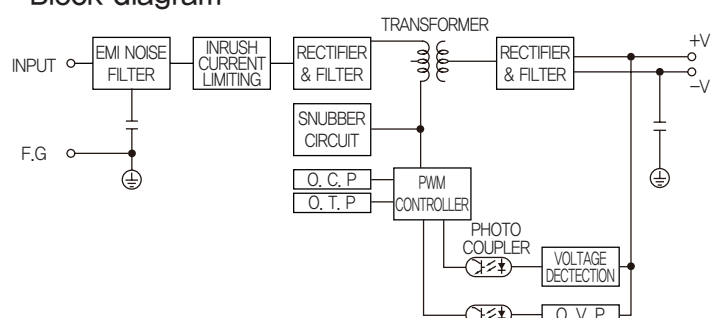 Block diagram
TRANSFORMER
EMI NOISE
FILTER
INRUSH
CURRENT
LIMITING
RECTIFIER
& FILTER
RECTIFIER
& FILTER
+V
-V
INPUT
SNUBBER
CIRCUIT
F.G
O. C. P
O. T. P
PWM
CONTROLLER
PHOTO
COUPLER
VOLTAGE
DECTECTION
O. V. P